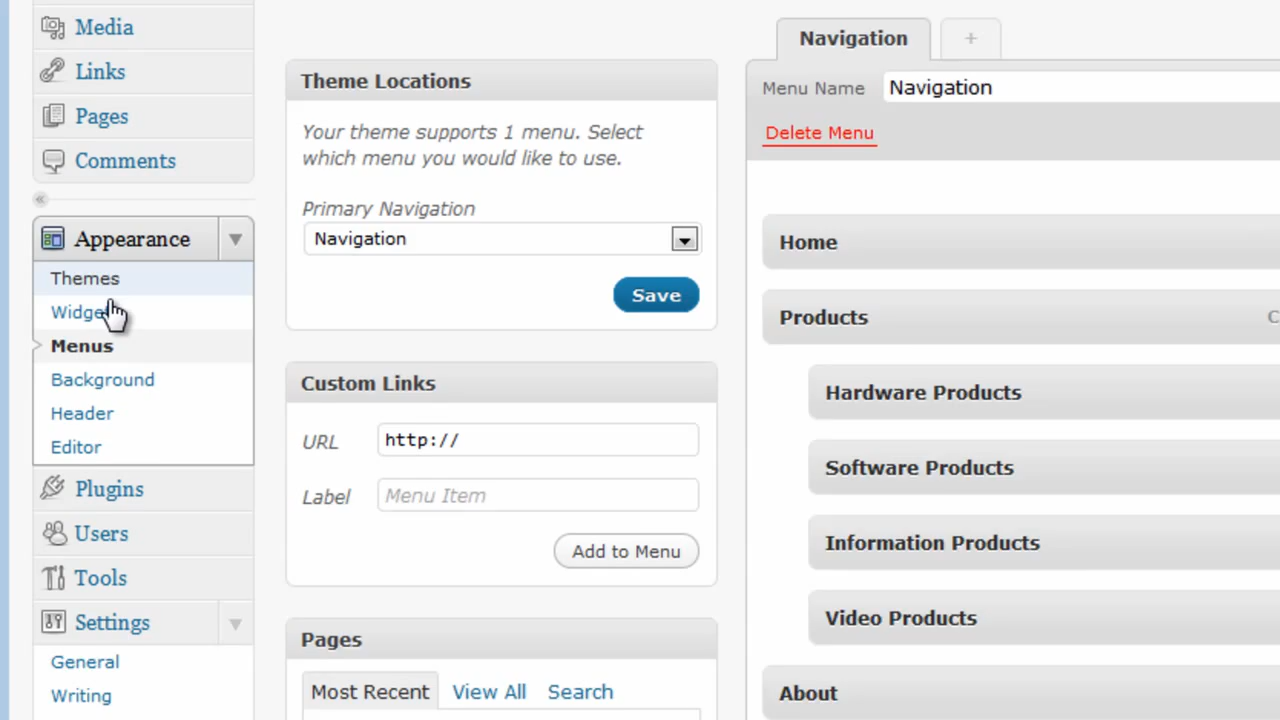 Media
Links
Pages
Comments
Appearance
Themes
Menus
Background
Header
Editor
Plugins
Users
Tools
Settings
General
Writing
Theme Locations
Your theme supports 1 menu. Select
which menu you would like to use.
Primary Navigation
Navigation
Save
Custom Links
URL http://
Label Menu Item
Add to Menu
Pages
Most Recent View All Search
Navigation +
Menu Name Navigation
Delete Menu
Home
Products
Hardware Products
Software Products
Information Products
Video Products
About